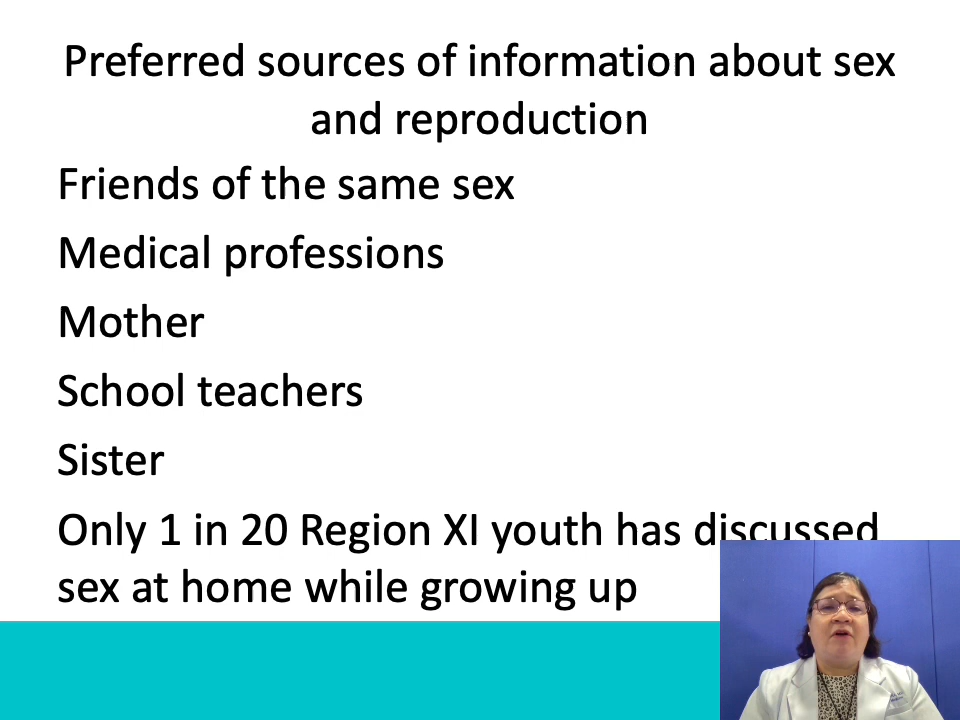 Preferred sources of information about sex
and reproduction
Friends of the same sex
Medical professions
Mother
School teachers
Sister
Only 1 in 20 Region XI youth has discussed
sex at home while growing up